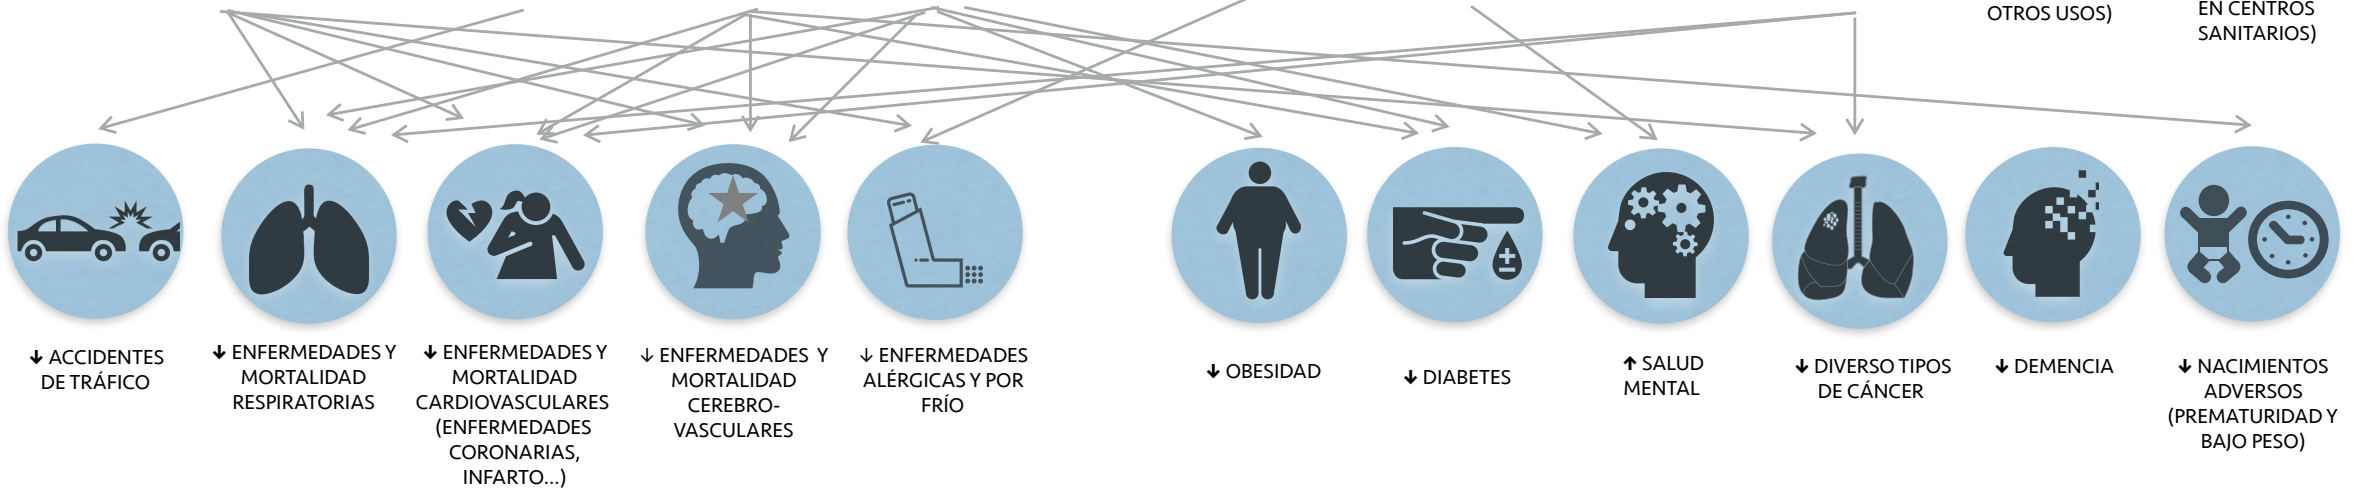 OTROS USOS)
EN CENTROS
SANITARIOS)
↓ ACCIDENTES
DE TRÁFICO
↓ ENFERMEDADES Y
MORTALIDAD
RESPIRATORIAS
↓ ENFERMEDADES Y
MORTALIDAD
CARDIOVASCULARES
(ENFERMEDADES
CORONARIAS,
INFARTO...)
↓ ENFERMEDADES Y
MORTALIDAD
CEREBRO-
VASCULARES
↓ ENFERMEDADES
ALÉRGICAS Y POR
FRÍO
↓ OBESIDAD
↓ DIABETES
↑ SALUD
MENTAL
↓ DIVERSO TIPOS
DE CÁNCER
↓ DEMENCIA
↓ NACIMIENTOS
ADVERSOS
(PREMATURIDAD Y
BAJO PESO)